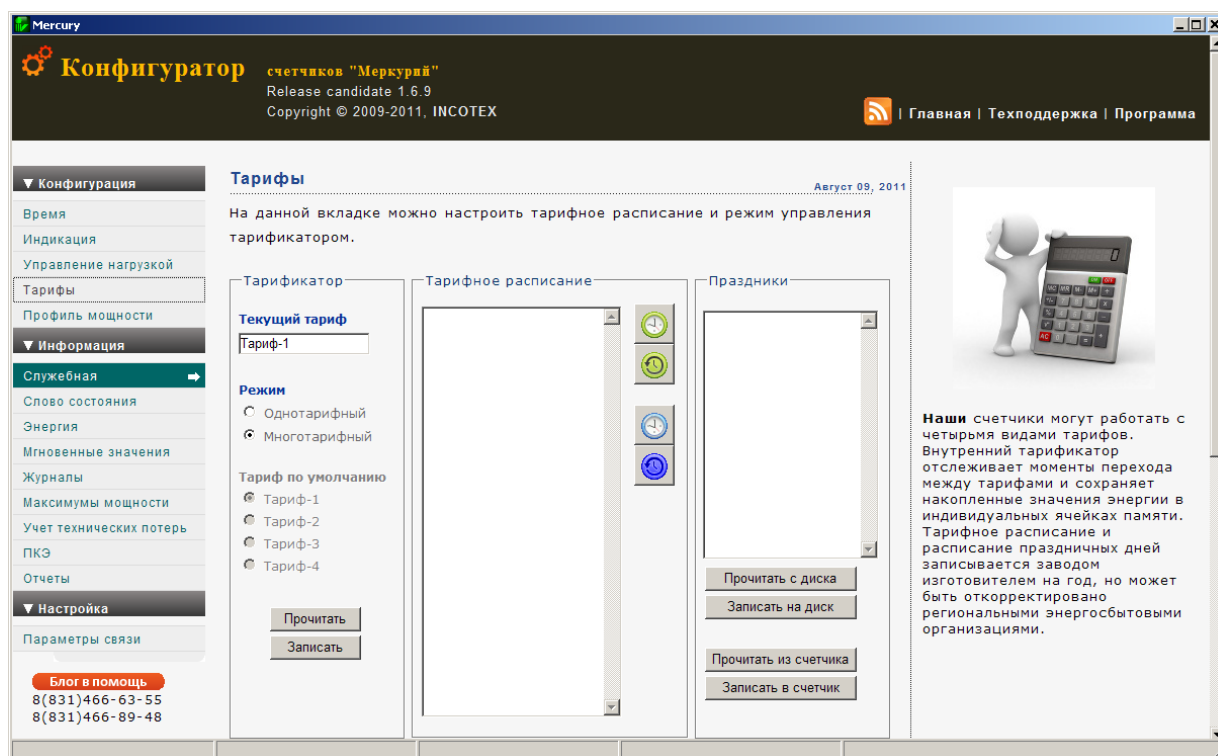 Mercury
Конфигуратор
счетчиков "Меркурий"
Release candidate 1.6.9
Copyright © 2009-2011, INCOTEX
| Главная | Техподдержка | Программа
▼ Конфигурация
Время
Индикация
Управление нагрузкой
Тарифы
Профиль мощности
▼ Информация
Служебная
Слово состояния
Энергия
Мгновенные значения
Журналы
Максимумы мощности
Учет технических потерь
ПКЭ
Отчеты
▼ Настройка
Параметры связи
Блог в помощь
8(831)466-63-55
8(831)466-89-48
Тарифы
Август 09, 2011
На данной вкладке можно настроить тарифное расписание и режим управления
тарификатором.
Тарификатор
Текущий тариф
Тариф-1
Режим
Однотарифный
Многотарифный
Тариф по умолчанию
Тариф-1
Тариф-2
Тариф-3
Тариф-4
Прочитать
Записать
Тарифное расписание
Праздники
Прочитать с диска
Записать на диск
Прочитать из счетчика
Записать в счетчик
Наши счетчики могут работать с
четырьмя видами тарифов.
Внутренний тарификатор
отслеживает моменты перехода
между тарифами и сохраняет
накопленные значения энергии в
индивидуальных ячейках памяти.
Тарифное расписание и
расписание праздничных дней
записывается заводом
изготовителем на год, но может
быть откорректировано
региональными энергосбытовыми
организациями.